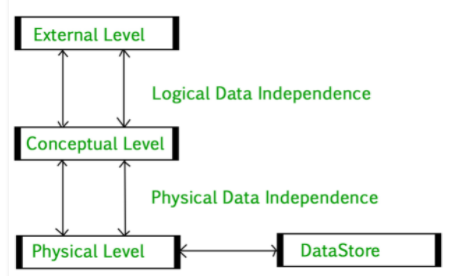 External Level
Logical Data Independence
Conceptual Level
Physical Data Independence
Physical Level
DataStore